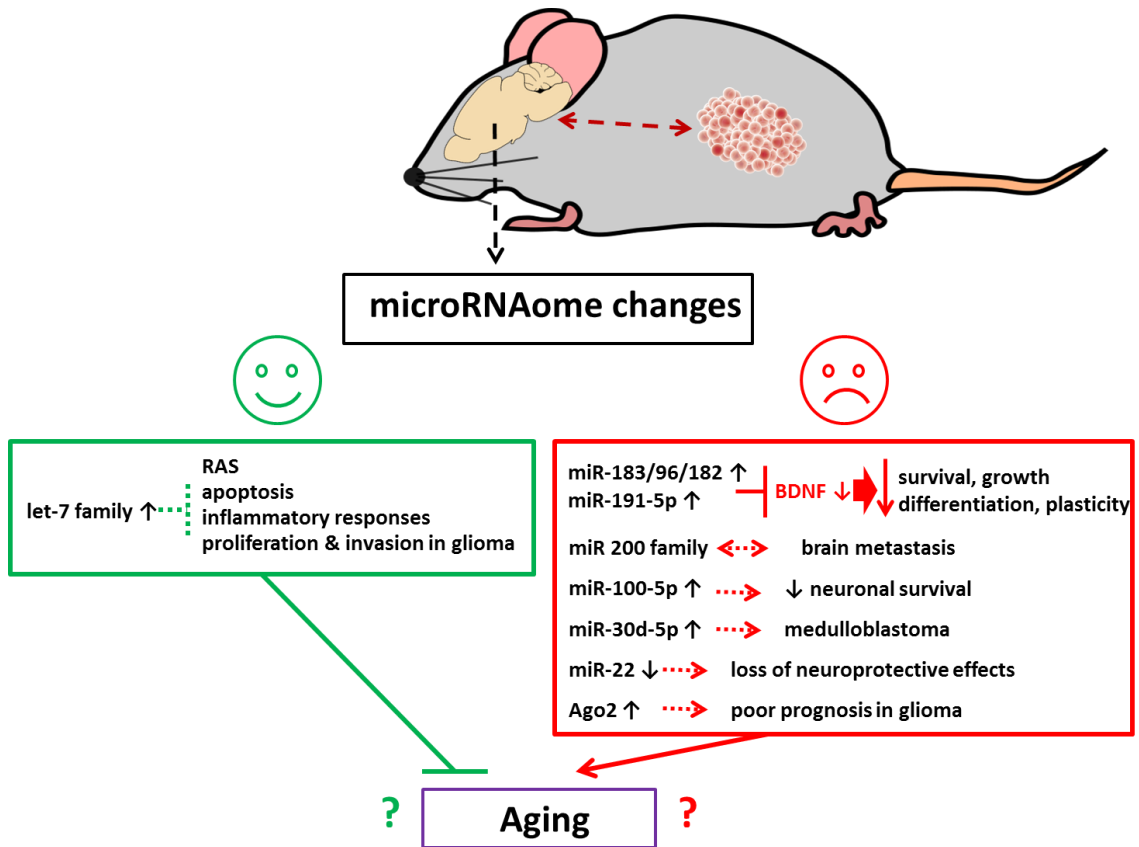 microRNAome changes
let-7 family ↑
RAS
apoptosis
inflammatory responses
proliferation & invasion in glioma
miR-183/96/182 ↑
miR-191-5p ↑
BDNF ↓
survival, growth
differentiation, plasticity
miR 200 family
brain metastasis
miR-100-5p ↑
↓ neuronal survival
miR-30d-5p ↑
medulloblastoma
miR-22 ↓
loss of neuroprotective effects
Ago2 ↑
poor prognosis in glioma
? Aging ?